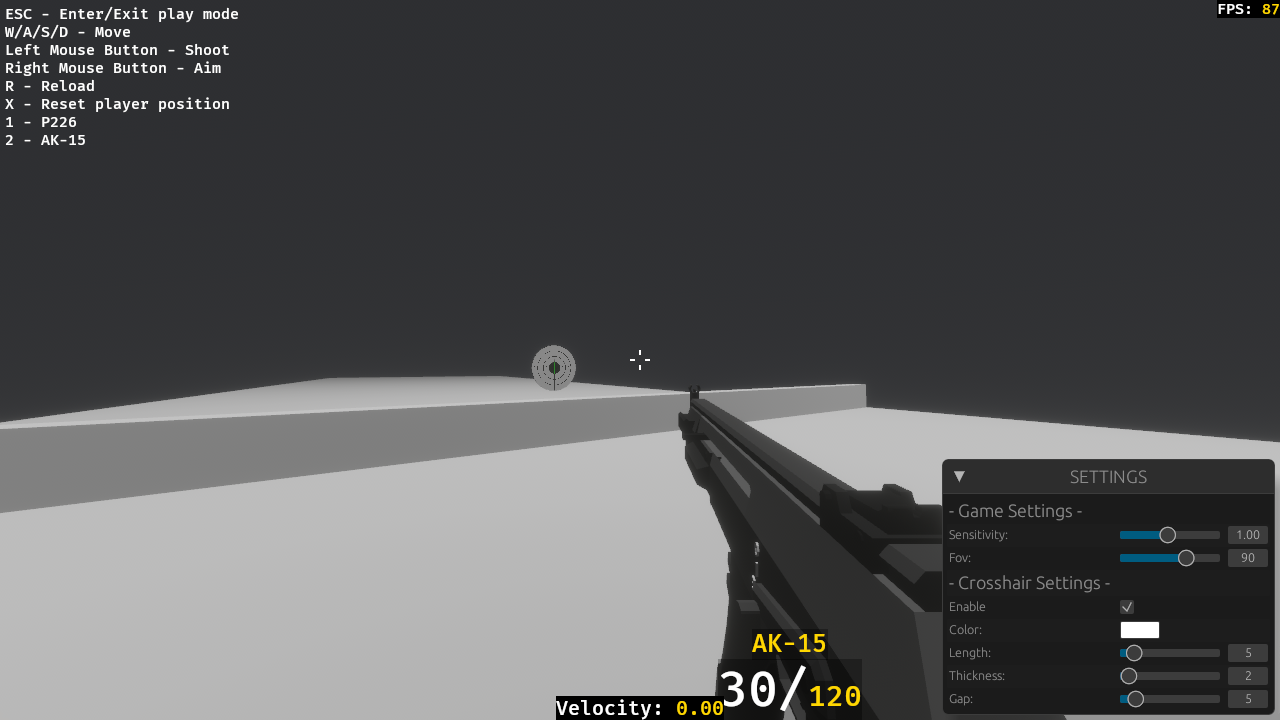 ESC - Enter/Exit play mode
W/A/S/D - Move
Left Mouse Button - Shoot
Right Mouse Button - Aim
R - Reload
X - Reset player position
1 - P226
2 - AK-15
FPS: 87
SETTINGS
- Game Settings -
Sensitivity: 1.00
Fov: 90
- Crosshair Settings -
Enable
Color:
Length: 5
Thickness: 2
Gap: 5
AK-15
30/120
Velocity: 0.00